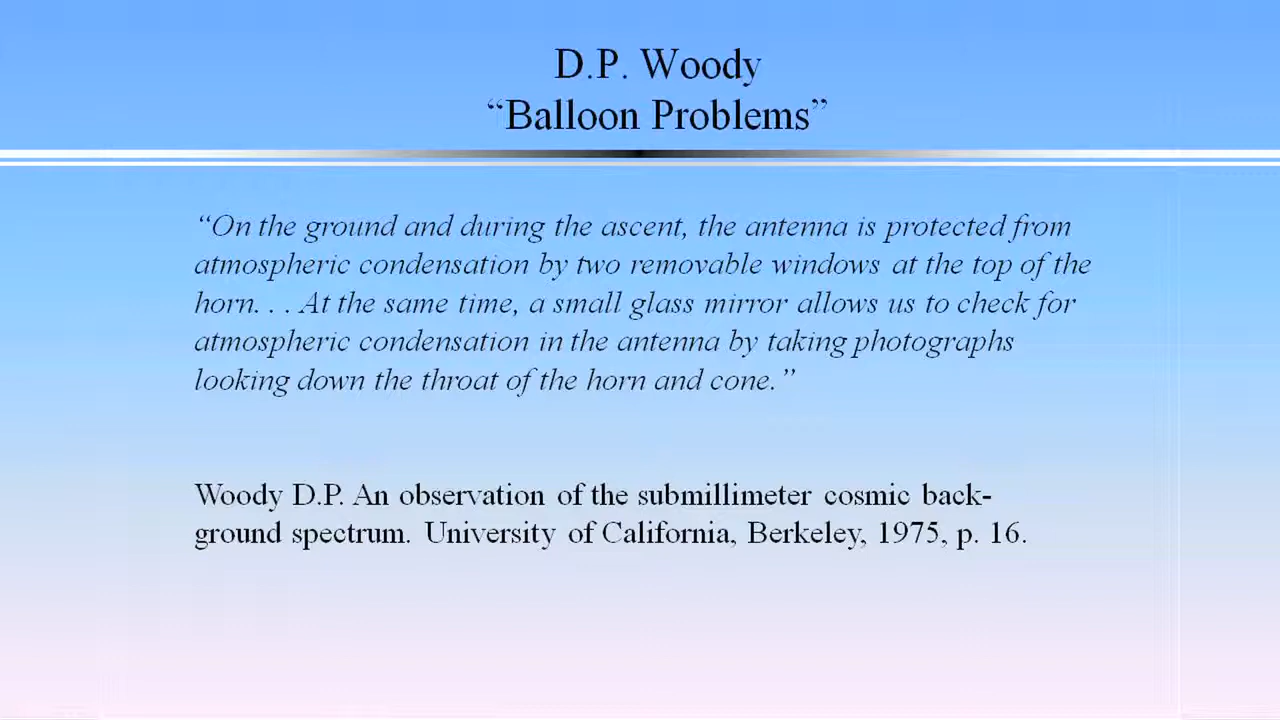 D.P. Woody
“Balloon Problems”
“On the ground and during the ascent, the antenna is protected from
atmospheric condensation by two removable windows at the top of the
horn. . . At the same time, a small glass mirror allows us to check for
atmospheric condensation in the antenna by taking photographs
looking down the throat of the horn and cone.”
Woody D.P. An observation of the submillimeter cosmic back-
ground spectrum. University of California, Berkeley, 1975, p. 16.